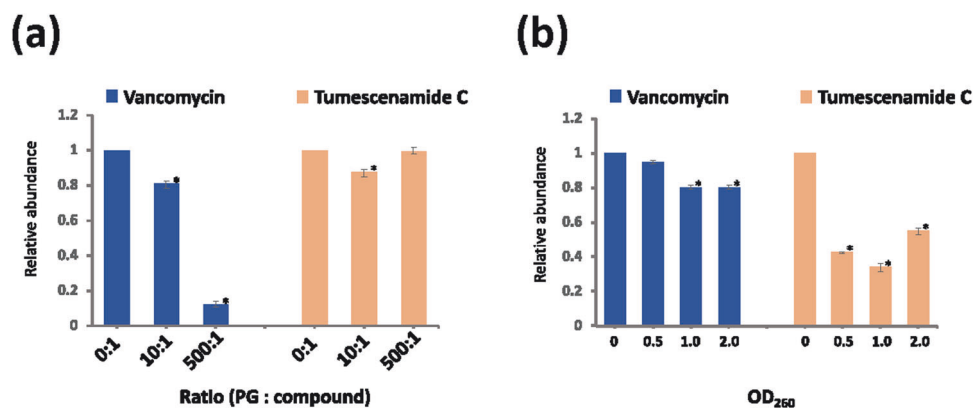 (a)
Vancomycin Tumescenamide C
1.2
1
0.8
0.6
0.4
0.2
0
Relative abundance
* * *
0:1 10:1 500:1 0:1 10:1 500:1
Ratio (PG : compound)
(b)
Vancomycin Tumescenamide C
1.2
1
0.8
0.6
0.4
0.2
0
Relative abundance
* * * * *
0 0.5 1.0 2.0 0 0.5 1.0 2.0
OD260